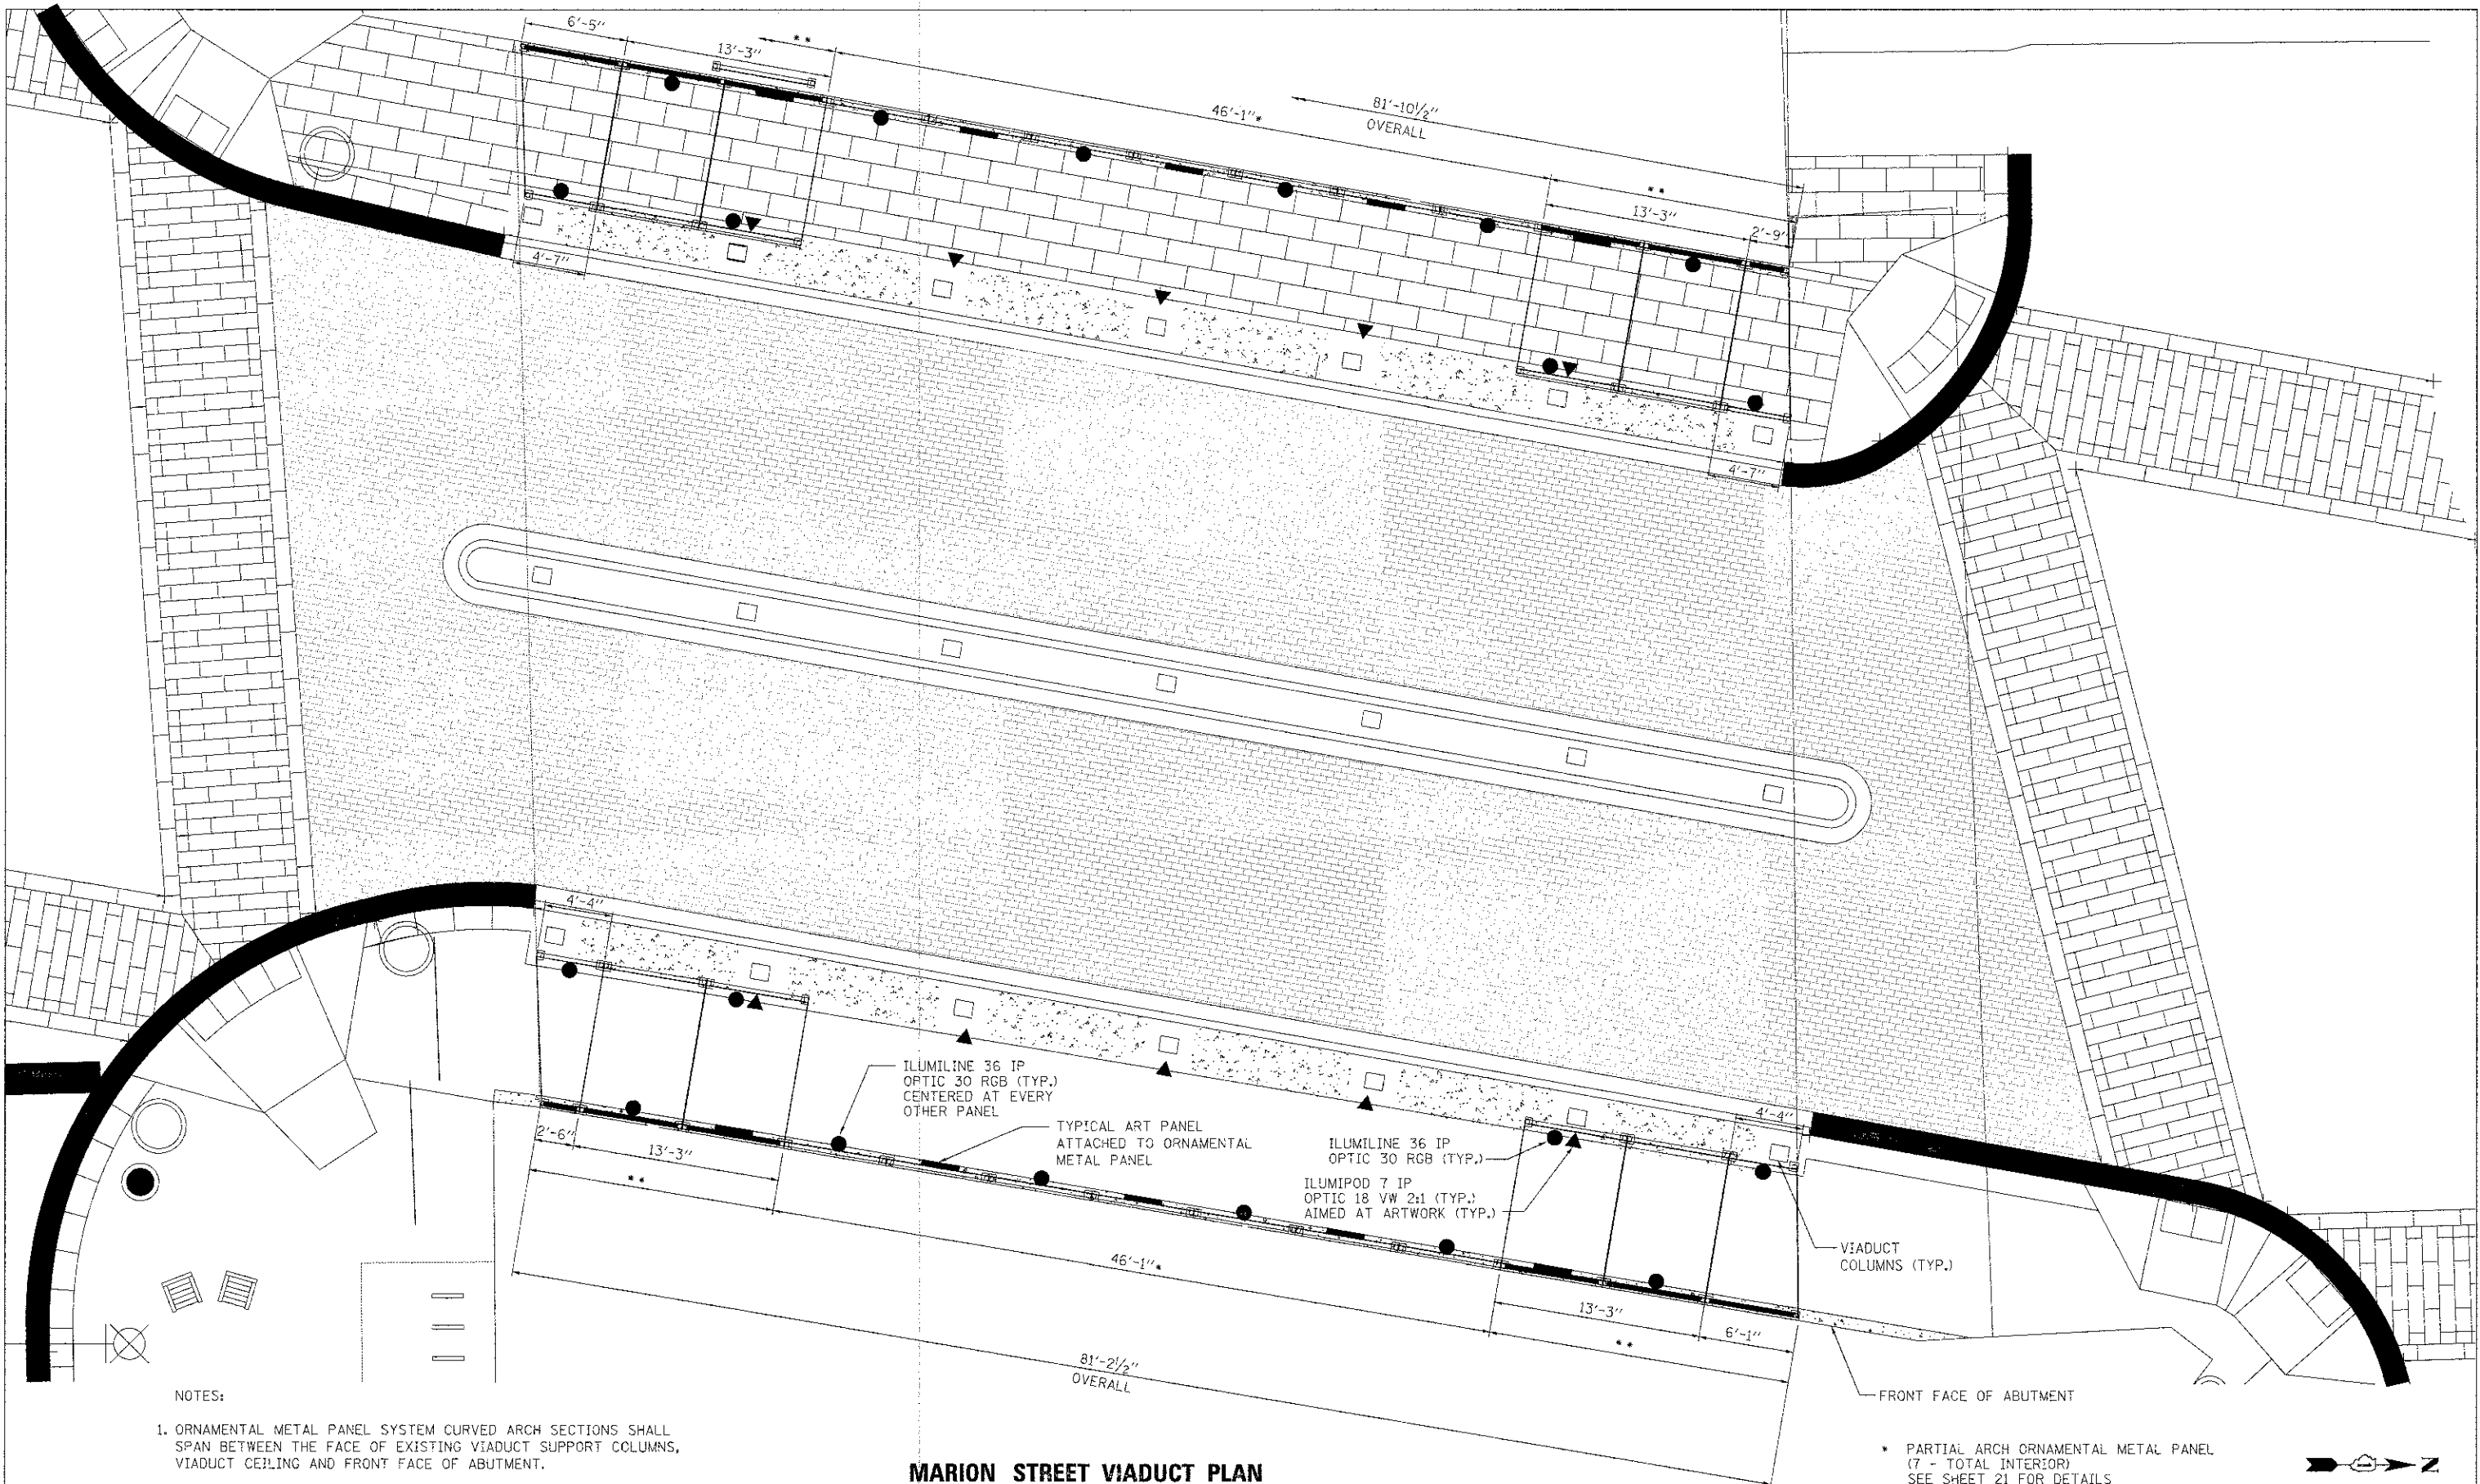 6'-5"
13'-3"
**
46'-1"*
81'-10½"
OVERALL
**
13'-3"
2'-9"
4'-7"
4'-7"
4'-4"
ILUMILINE 36 IP
OPTIC 30 RGB (TYP.)
CENTERED AT EVERY
OTHER PANEL
TYPICAL ART PANEL
ATTACHED TO ORNAMENTAL
METAL PANEL
ILUMILINE 36 IP
OPTIC 30 RGB (TYP.)
ILUMIPOD 7 IP
OPTIC 18 VW 2:1 (TYP.)
AIMED AT ARTWORK (TYP.)
4'-4"
VIADUCT
COLUMNS (TYP.)
2'-6"
13'-3"
**
46'-1"*
13'-3"
6'-1"
**
81'-2½"
OVERALL
FRONT FACE OF ABUTMENT
NOTES:
1. ORNAMENTAL METAL PANEL SYSTEM CURVED ARCH SECTIONS SHALL
SPAN BETWEEN THE FACE OF EXISTING VIADUCT SUPPORT COLUMNS,
VIADUCT CEILING AND FRONT FACE OF ABUTMENT.
MARION STREET VIADUCT PLAN
* PARTIAL ARCH ORNAMENTAL METAL PANEL
(7 - TOTAL INTERIOR)
SEE SHEET 21 FOR DETAILS
N